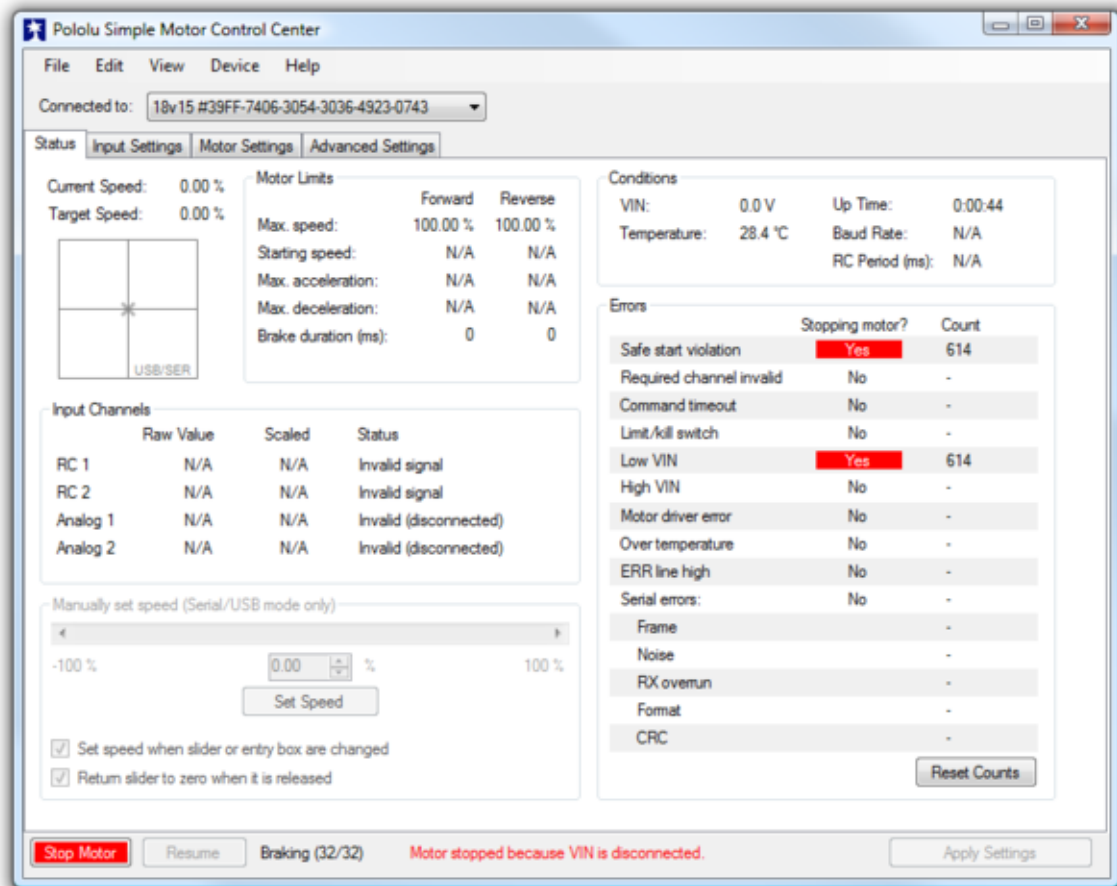 Pololu Simple Motor Control Center
File Edit View Device Help
Connected to: 18v15 #39FF-7406-3054-3036-4923-0743
Status Input Settings Motor Settings Advanced Settings
Current Speed: 0.00 %
Target Speed: 0.00 %
USB/SER
Motor Limits
Forward Reverse
Max. speed: 100.00 % 100.00 %
Starting speed: N/A N/A
Max. acceleration: N/A N/A
Max. deceleration: N/A N/A
Brake duration (ms): 0 0
Conditions
VIN: 0.0 V Up Time: 0:00:44
Temperature: 28.4 °C Baud Rate: N/A
RC Period (ms): N/A
Input Channels
Raw Value Scaled Status
RC 1 N/A N/A Invalid signal
RC 2 N/A N/A Invalid signal
Analog 1 N/A N/A Invalid (disconnected)
Analog 2 N/A N/A Invalid (disconnected)
Manually set speed (Serial/USB mode only)
-100 % 0.00 % 100 %
Set Speed
Set speed when slider or entry box are changed
Return slider to zero when it is released
Errors
Stopping motor? Count
Safe start violation Yes 614
Required channel invalid No -
Command timeout No -
Limit/kill switch No -
Low VIN Yes 614
High VIN No -
Motor driver error No -
Over temperature No -
ERR line high No -
Serial errors: No -
Frame -
Noise -
RX overrun -
Format -
CRC -
Reset Counts
Stop Motor Resume Braking (32/32) Motor stopped because VIN is disconnected. Apply Settings